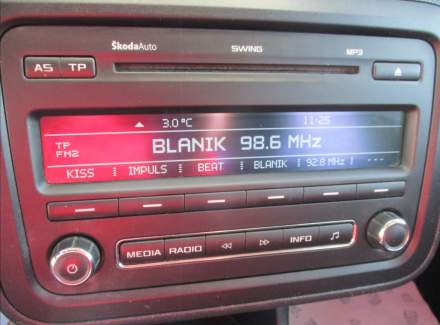 ŠkodaAuto SWING MP3
AS TP
3.0 °C 11:25
TP
FM2
BLANIK 98.6 MHz
KISS IMPULS BEAT BLANIK 92.8 MHz ---
MEDIA RADIO INFO